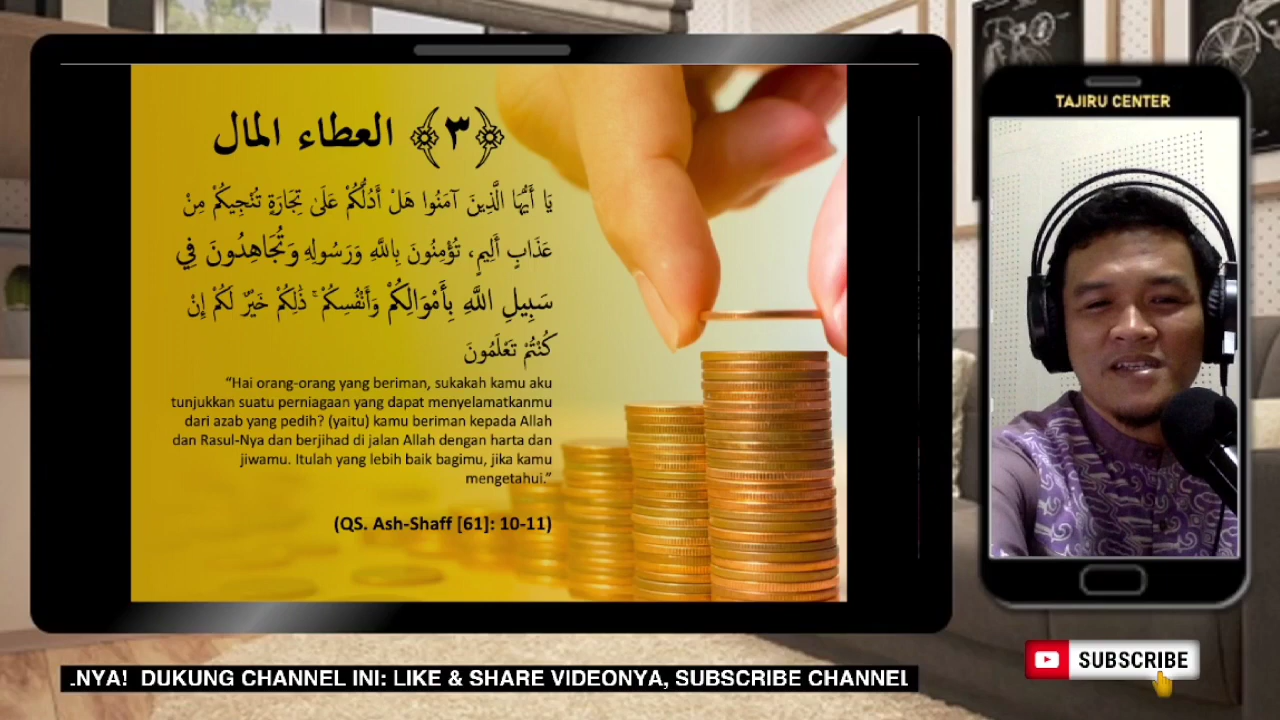 ﴿٣﴾ العطاء المال
يَا أَيُّهَا الَّذِينَ آمَنُوا هَلْ أَدُلُّكُمْ عَلَىٰ تِجَارَةٍ تُنْجِيكُمْ مِنْ
عَذَابٍ أَلِيمٍ، تُؤْمِنُونَ بِاللَّهِ وَرَسُولِهِ وَتُجَاهِدُونَ فِي
سَبِيلِ اللَّهِ بِأَمْوَالِكُمْ وَأَنْفُسِكُمْ ۚ ذَٰلِكُمْ خَيْرٌ لَكُمْ إِنْ
كُنْتُمْ تَعْلَمُونَ
“Hai orang-orang yang beriman, sukakah kamu aku
tunjukkan suatu perniagaan yang dapat menyelamatkanmu
dari azab yang pedih? (yaitu) kamu beriman kepada Allah
dan Rasul-Nya dan berjihad di jalan Allah dengan harta dan
jiwamu. Itulah yang lebih baik bagimu, jika kamu
mengetahui.”
(QS. Ash-Shaff [61]: 10-11)
TAJIRU CENTER
SUBSCRIBE
.NYA! DUKUNG CHANNEL INI: LIKE & SHARE VIDEONYA, SUBSCRIBE CHANNEL